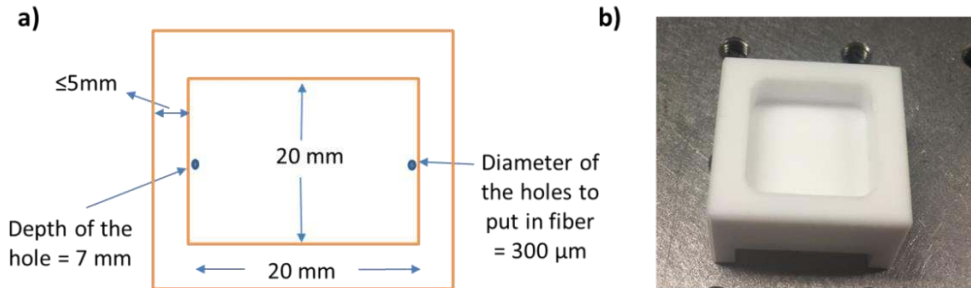 a)
b)
≤5mm
20 mm
Diameter of
the holes to
put in fiber
= 300 µm
Depth of the
hole = 7 mm
20 mm